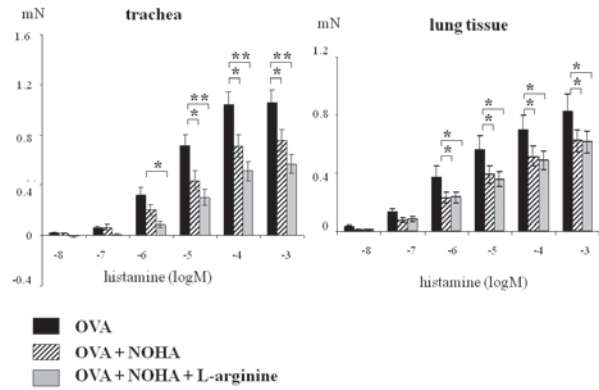 mN
trachea
1.6
1.2
0.8
0.4
0
-0.4
** **
* *
** *
*
-8 -7 -6 -5 -4 -3
histamine (logM)
mN
lung tissue
1.2
0.8
0.4
0
* * * *
* * * *
-8 -7 -6 -5 -4 -3
histamine (logM)
OVA
OVA + NOHA
OVA + NOHA + L-arginine